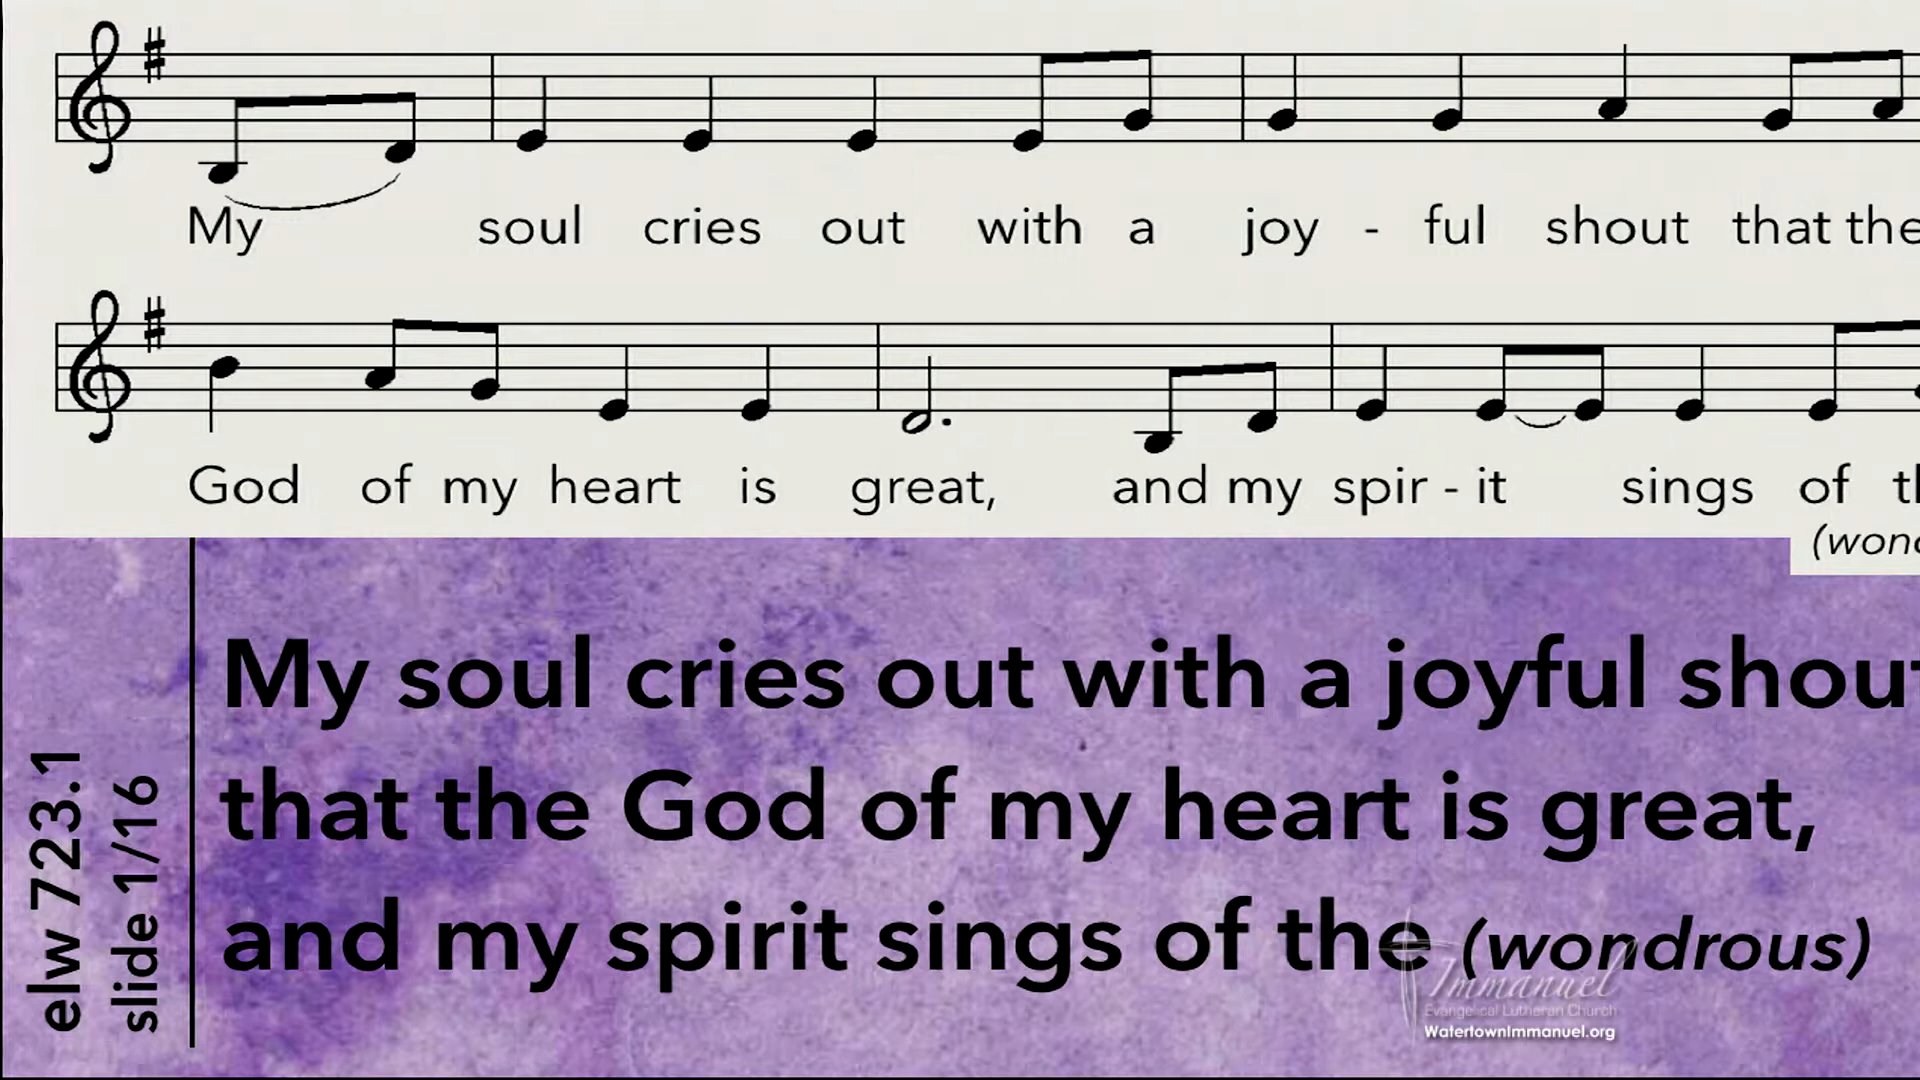 My soul cries out with a joy - ful shout that the
God of my heart is great, and my spir - it sings of
(won
My soul cries out with a joyful shout
that the God of my heart is great,
and my spirit sings of the (wondrous)
elw 723.1
slide 1/16
Immanuel
Evangelical Lutheran Church
WatertownImmanuel.org